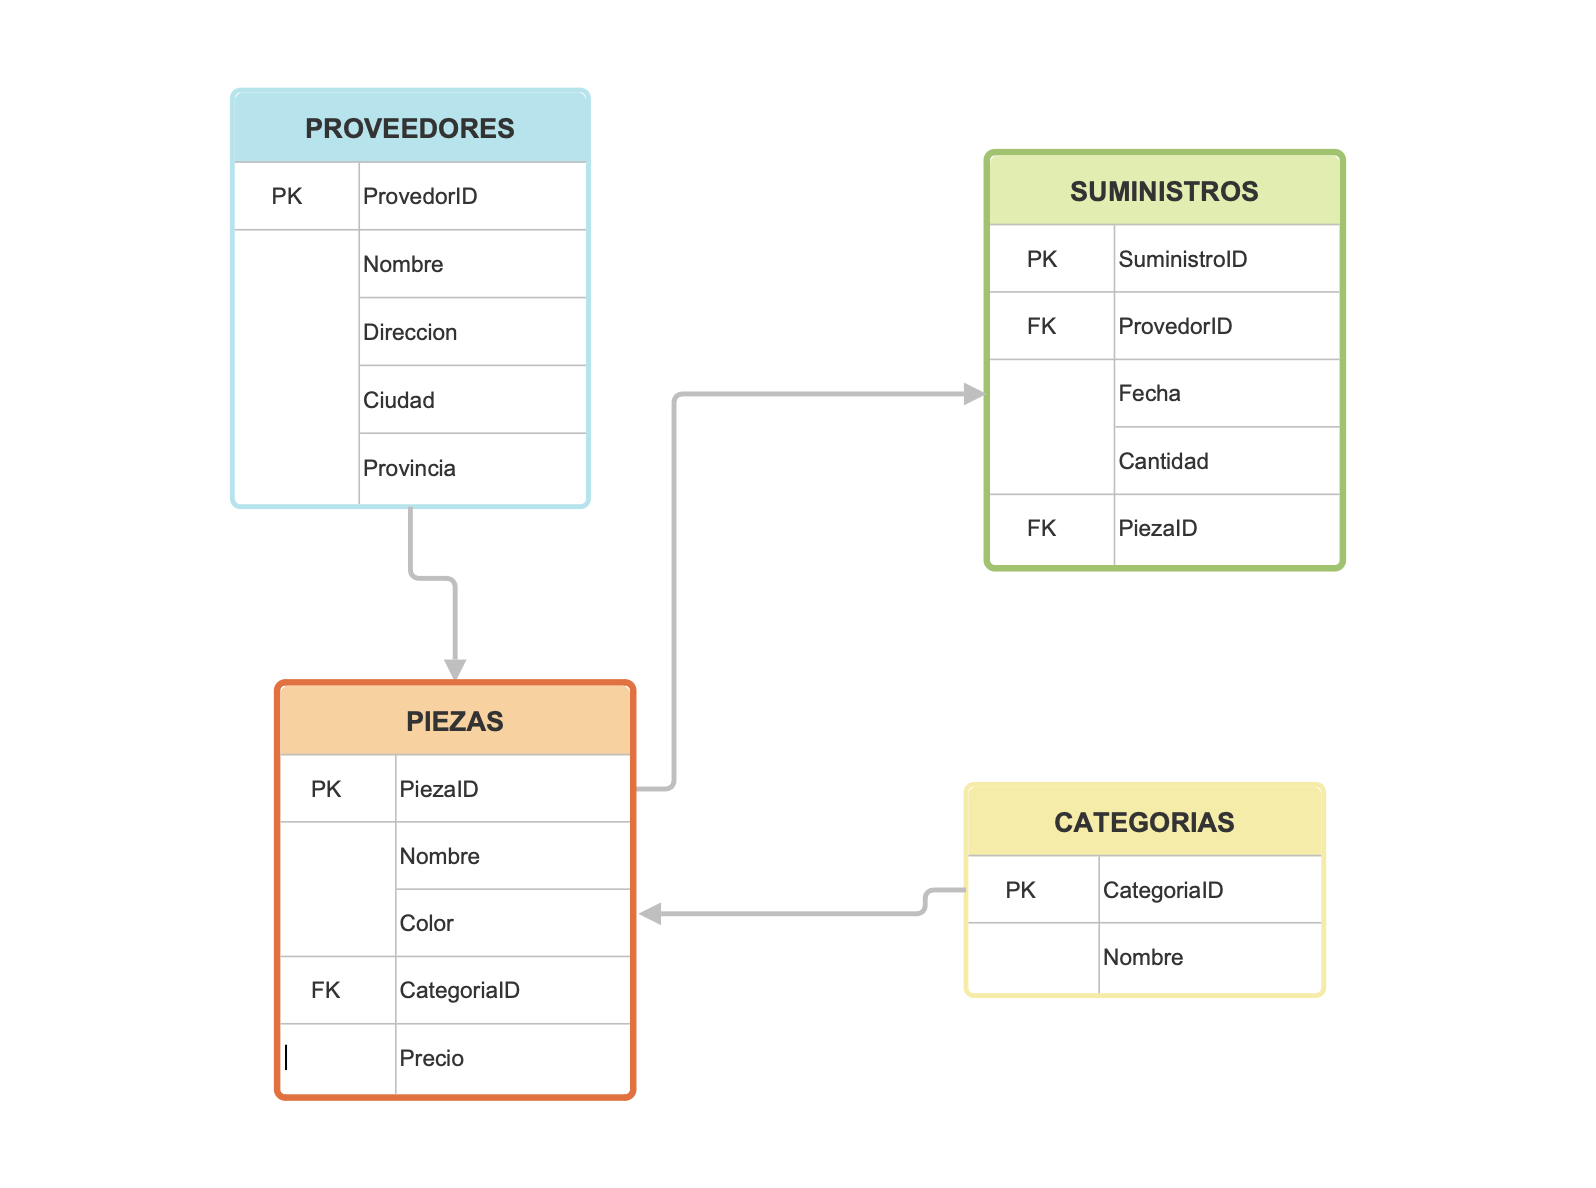 PROVEEDORES
PK ProvedorID
Nombre
Direccion
Ciudad
Provincia
SUMINISTROS
PK SuministroID
FK ProvedorID
Fecha
Cantidad
FK PiezaID
PIEZAS
PK PiezaID
Nombre
Color
FK CategoriaID
Precio
CATEGORIAS
PK CategoriaID
Nombre